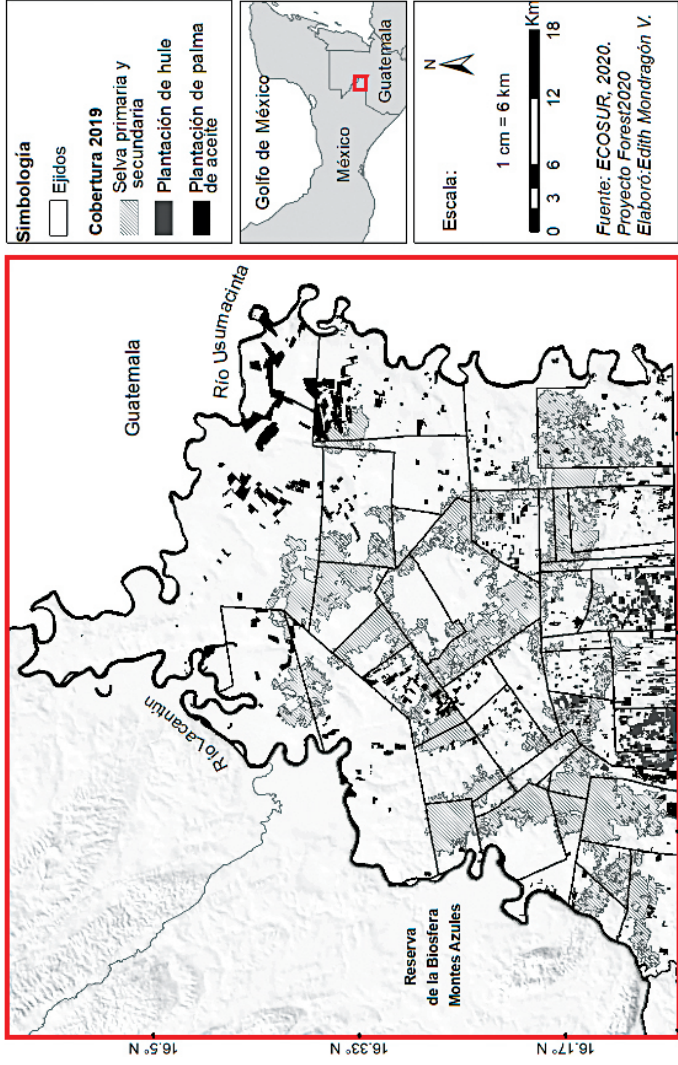 Simbología
Ejidos
Cobertura 2019
Selva primaria y
secundaria
Plantación de hule
Plantación de palma
de aceite
Golfo de México
México
Guatemala
Escala:
N
1 cm = 6 km
0 3 6 12 18
Km
Fuente: ECOSUR, 2020.
Proyecto Forest2020
Elaboró:Edith Mondragón V.
Guatemala
Río Usumacinta
Río Lacantún
Reserva
de la Biosfera
Montes Azules
16.5° N
16.33° N
16.17° N